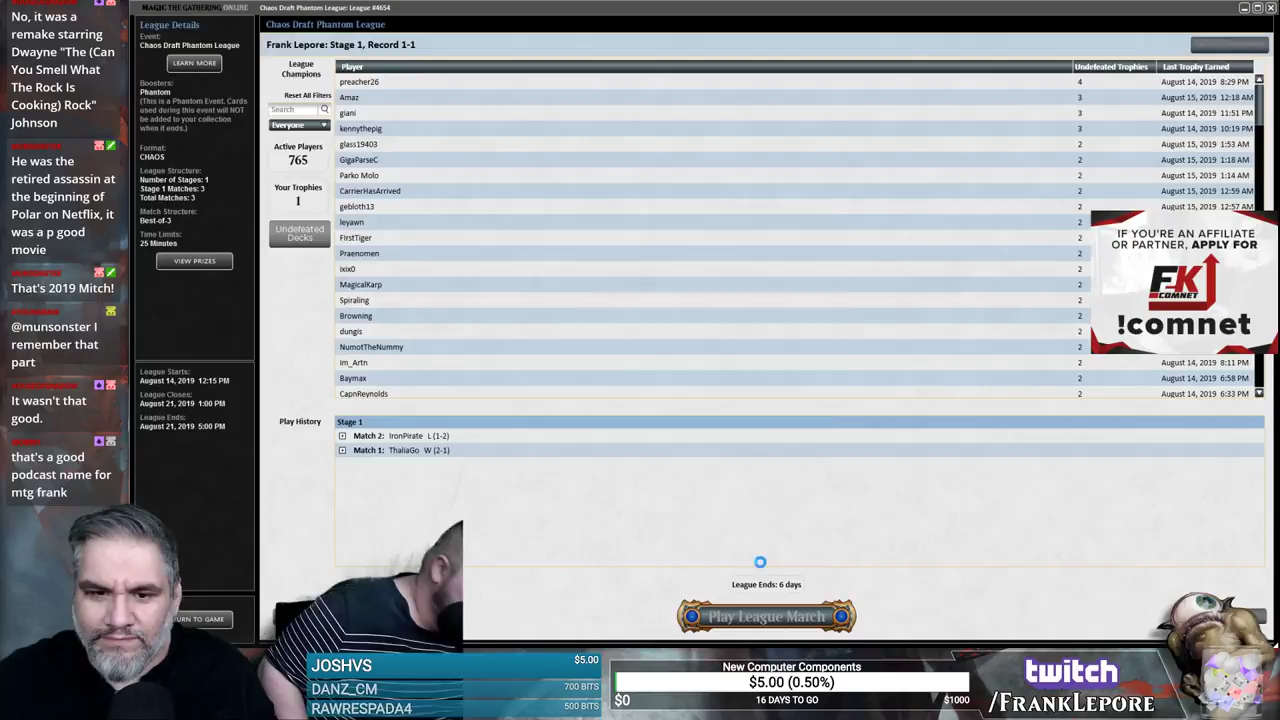 No, it was a
remake starring
Dwayne "The (Can
You Smell What
The Rock Is
Cooking) Rock"
Johnson
He was the
retired assassin at
the beginning of
Polar on Netflix, it
was a p good
movie
That's 2019 Mitch!
@munsonster I
remember that
part
It wasn't that
good.
that's a good
podcast name for
mtg frank
MAGIC THE GATHERING ONLINE
Chaos Draft Phantom League: League #4654
League Details
Event:
Chaos Draft Phantom League
LEARN MORE
Boosters:
Phantom
(This is a Phantom Event. Cards
used during this event will NOT
be added to your collection
when it ends.)
Format:
CHAOS
League Structure:
Number of Stages: 1
Stage 1 Matches: 3
Total Matches: 3
Match Structure:
Best-of-3
Time Limits:
25 Minutes
VIEW PRIZES
League Starts:
August 14, 2019 12:15 PM
League Closes:
August 21, 2019 1:00 PM
League Ends:
August 21, 2019 5:00 PM
URN TO GAME
Chaos Draft Phantom League
Frank Lepore: Stage 1, Record 1-1
League
Champions
Reset All Filters
Search
Everyone
Active Players
765
Your Trophies
1
Undefeated
Decks
Player Undefeated Trophies Last Trophy Earned
preacher26 4 August 14, 2019 8:29 PM
Amaz 3 August 15, 2019 12:18 AM
giani 3 August 14, 2019 11:51 PM
kennythepig 3 August 14, 2019 10:19 PM
glass19403 2 August 15, 2019 1:53 AM
GigaParseC 2 August 15, 2019 1:18 AM
Parko Molo 2 August 15, 2019 1:14 AM
CarrierHasArrived 2 August 15, 2019 12:59 AM
gebloth13 2 August 15, 2019 12:57 AM
leyawn 2
FirstTiger 2
Praenomen 2
ixix0 2
MagicalKarp 2
Spiraling 2
Browning 2
dungis 2
NumotTheNummy 2
im_Artn 2 August 14, 2019 8:11 PM
Baymax 2 August 14, 2019 6:58 PM
CapnReynolds 2 August 14, 2019 6:33 PM
IF YOU'RE AN AFFILIATE
OR PARTNER, APPLY FOR
FK
COMNET
!comnet
Play History
Stage 1
Match 2: IronPirate L (1-2)
Match 1: ThaliaGo W (2-1)
League Ends: 6 days
Play League Match
JOSHVS $5.00
DANZ_CM 700 BITS
RAWRESPADA4 500 BITS
New Computer Components
$5.00 (0.50%)
$0 16 DAYS TO GO $1000
twitch
/FRANKLEPORE